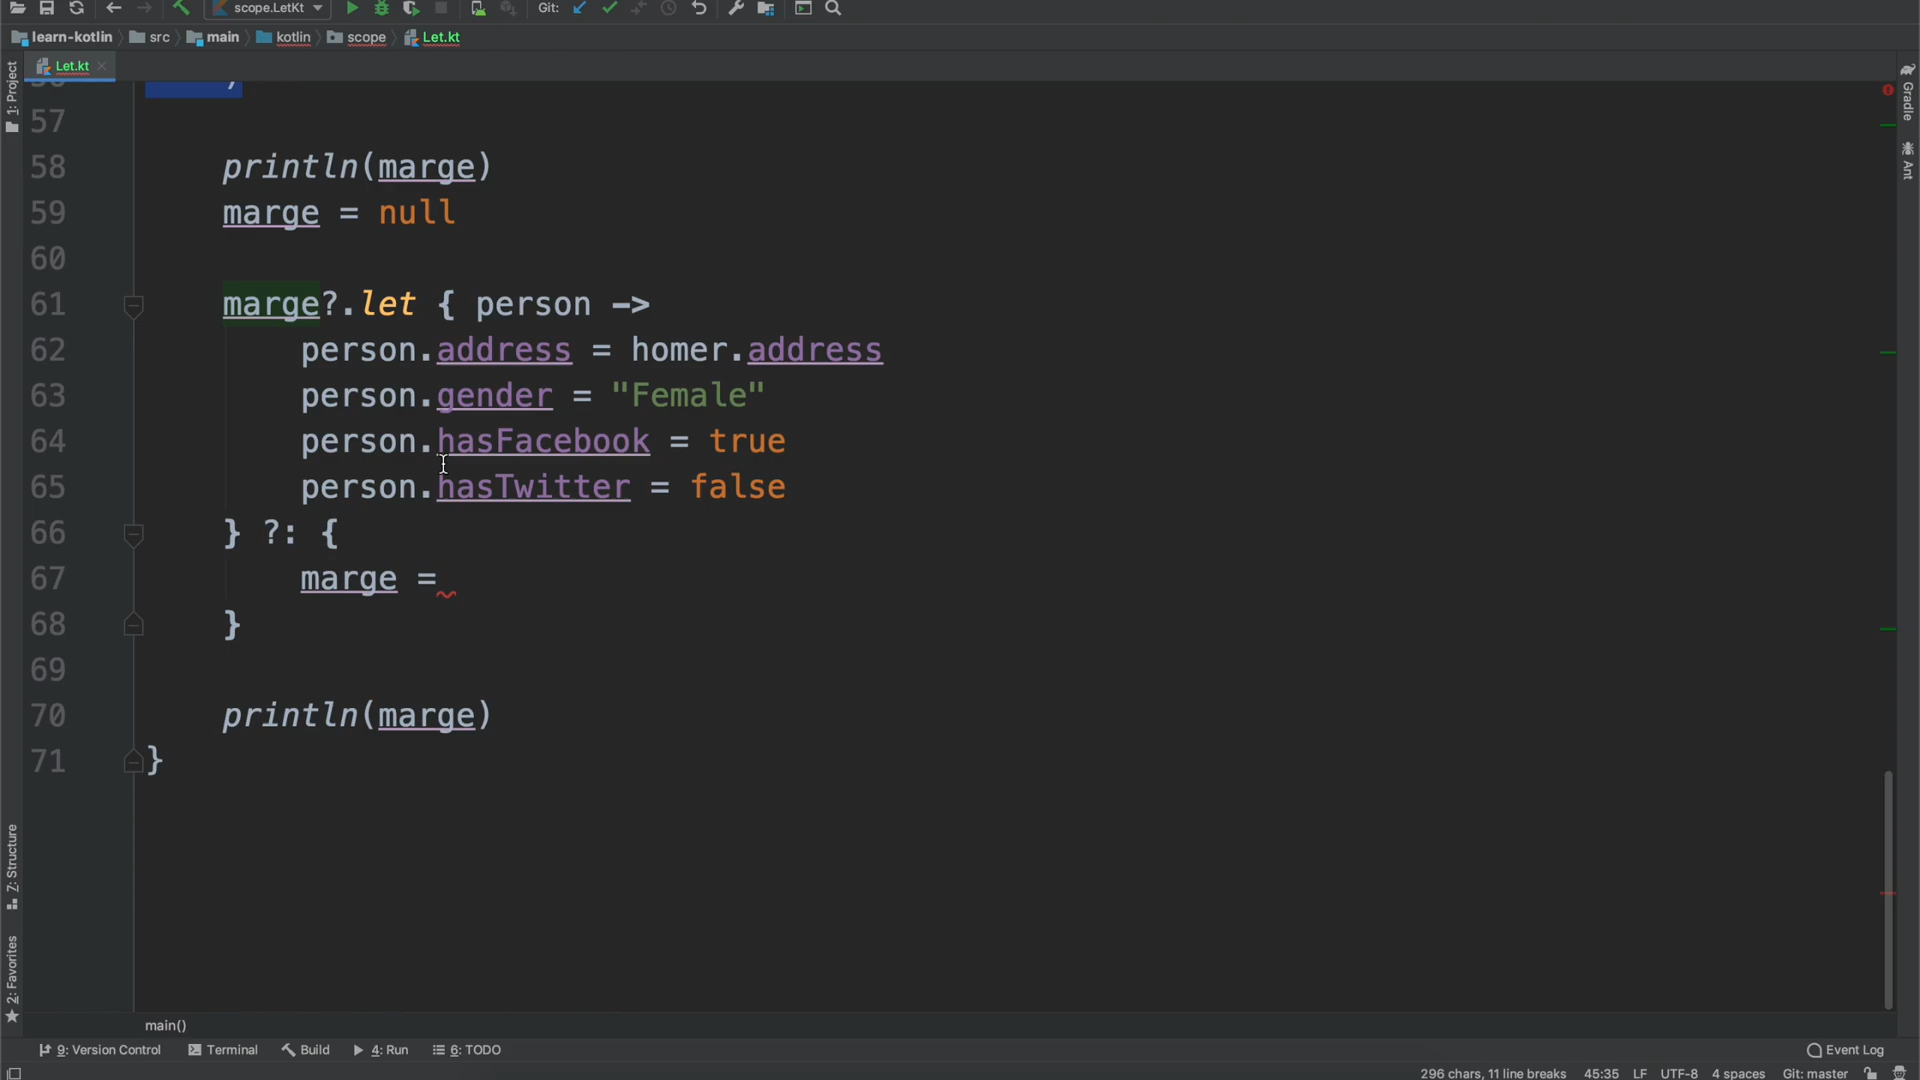 scope.LetKt
Git:
learn-kotlin
src
main
kotlin
scope
Let.kt
Let.kt
1: Project
Gradle
Ant
57
58 println(marge)
59 marge = null
60
61 marge?.let { person ->
62 person.address = homer.address
63 person.gender = "Female"
64 person.hasFacebook = true
65 person.hasTwitter = false
66 } ?: {
67 marge =
68 }
69
70 println(marge)
71 }
Z: Structure
2: Favorites
main()
9: Version Control
Terminal
Build
4: Run
6: TODO
Event Log
296 chars, 11 line breaks
45:35
LF
UTF-8
4 spaces
Git: master